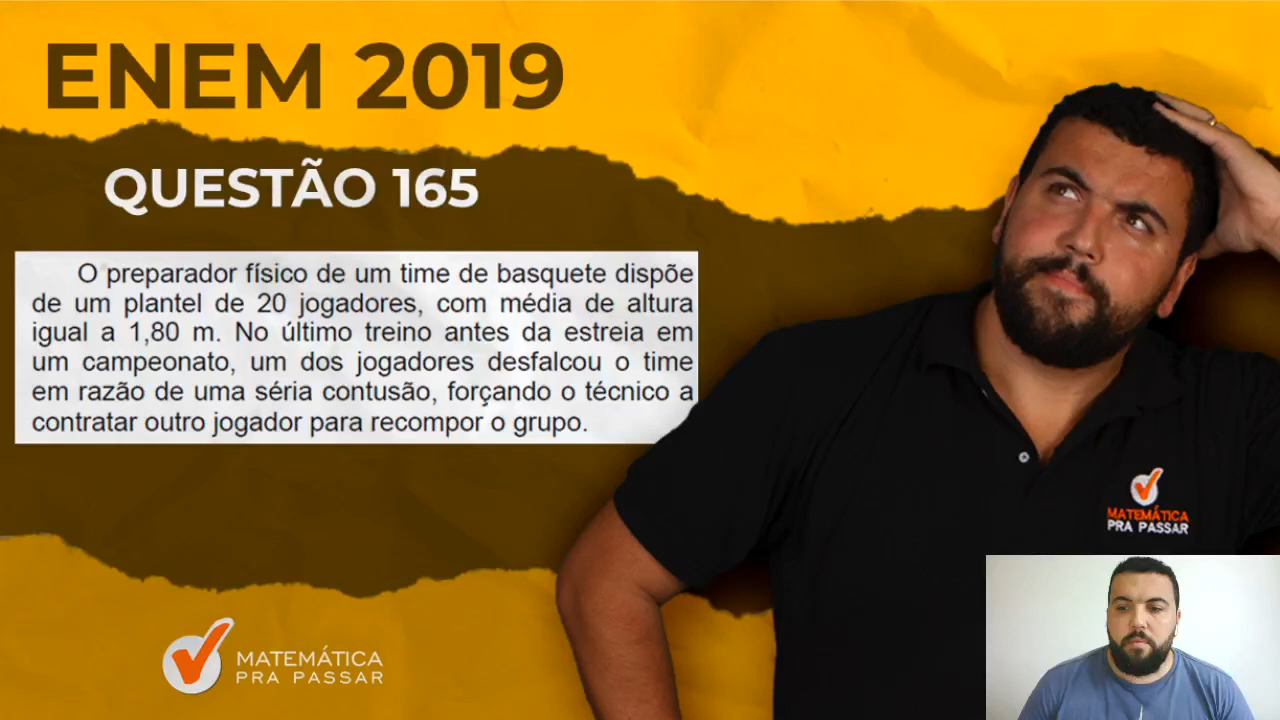 ENEM 2019
QUESTÃO 165
O preparador físico de um time de basquete dispõe
de um plantel de 20 jogadores, com média de altura
igual a 1,80 m. No último treino antes da estreia em
um campeonato, um dos jogadores desfalcou o time
em razão de uma séria contusão, forçando o técnico a
contratar outro jogador para recompor o grupo.
MATEMÁTICA
PRA PASSAR
MATEMÁTICA
PRA PASSAR